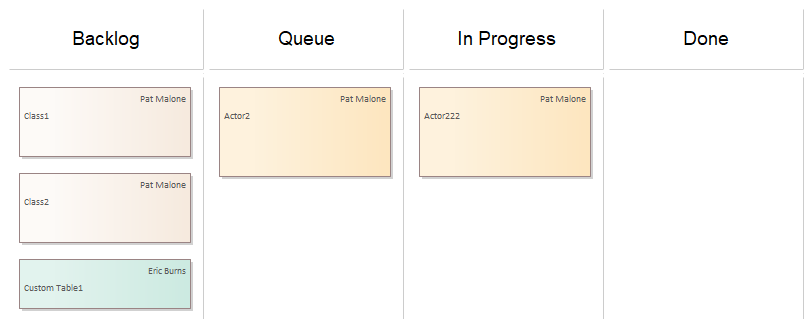 Backlog
Queue
In Progress
Done
Pat Malone
Class1
Pat Malone
Class2
Eric Burns
Custom Table1
Pat Malone
Actor2
Pat Malone
Actor222